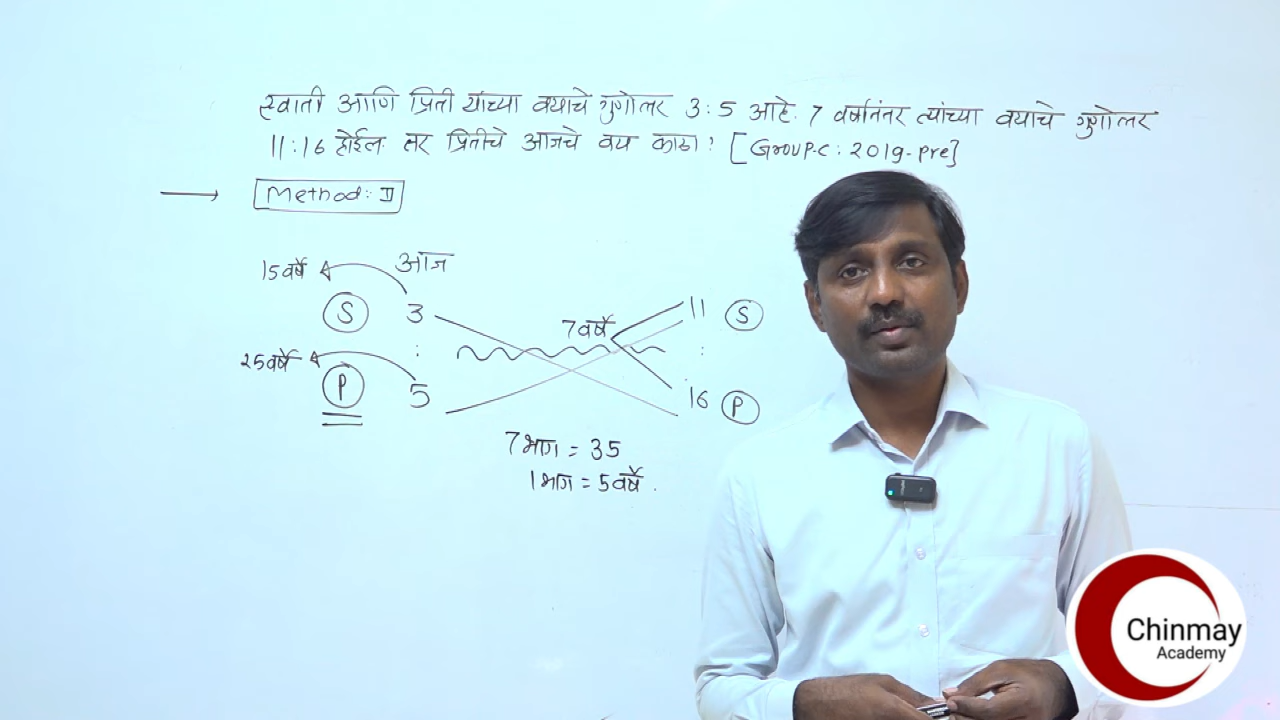 स्वाती आणि प्रिती यांच्या वयाचे गुणोत्तर 3:5 आहे. 7 वर्षानंतर त्यांच्या वयाचे गुणोत्तर
11:16 होईल तर प्रितीचे आजचे वय काढा? [Group-C: 2019-Pre]
Method: II
15 वर्षे आज
S 3 7 वर्षे 11 S
: :
25 वर्षे
P 5 16 P
7 भाग = 35
1 भाग = 5 वर्षे.
Chinmay
Academy